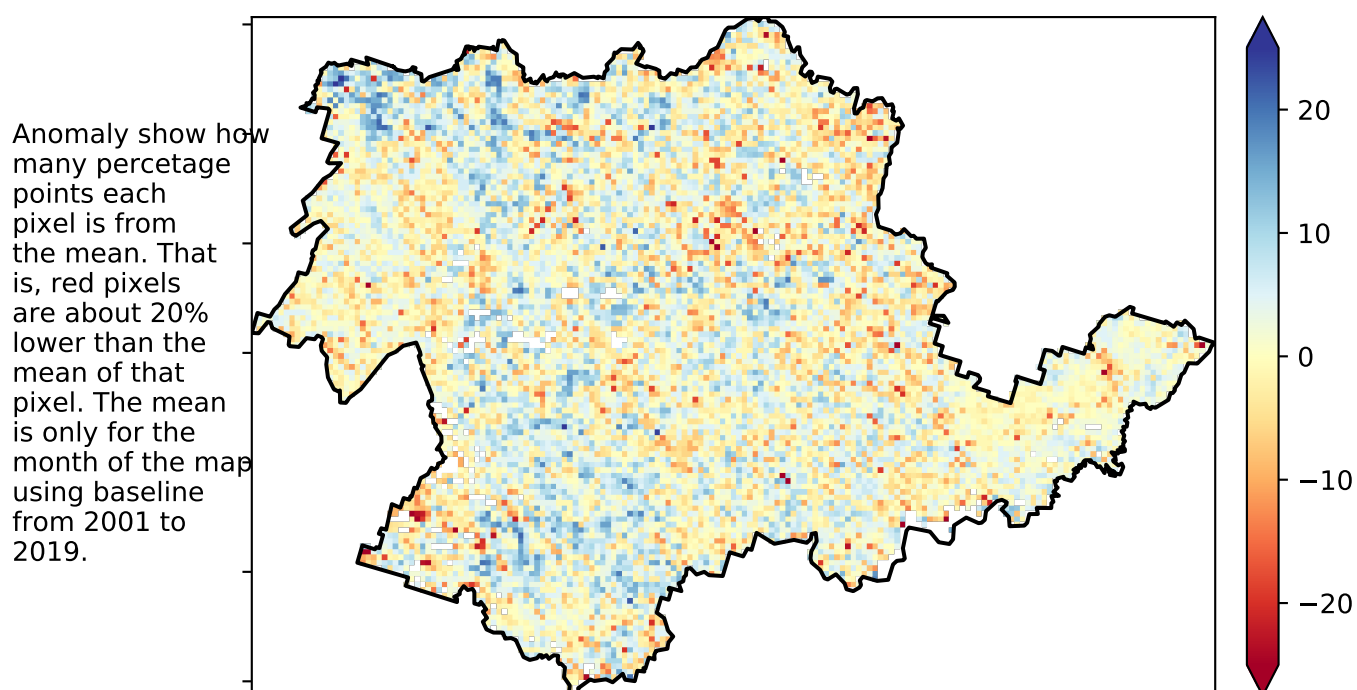 Anomaly show how
many percetage
points each
pixel is from
the mean. That
is, red pixels
are about 20%
lower than the
mean of that
pixel. The mean
is only for the
month of the map
using baseline
from 2001 to
2019.
20
10
0
−10
−20